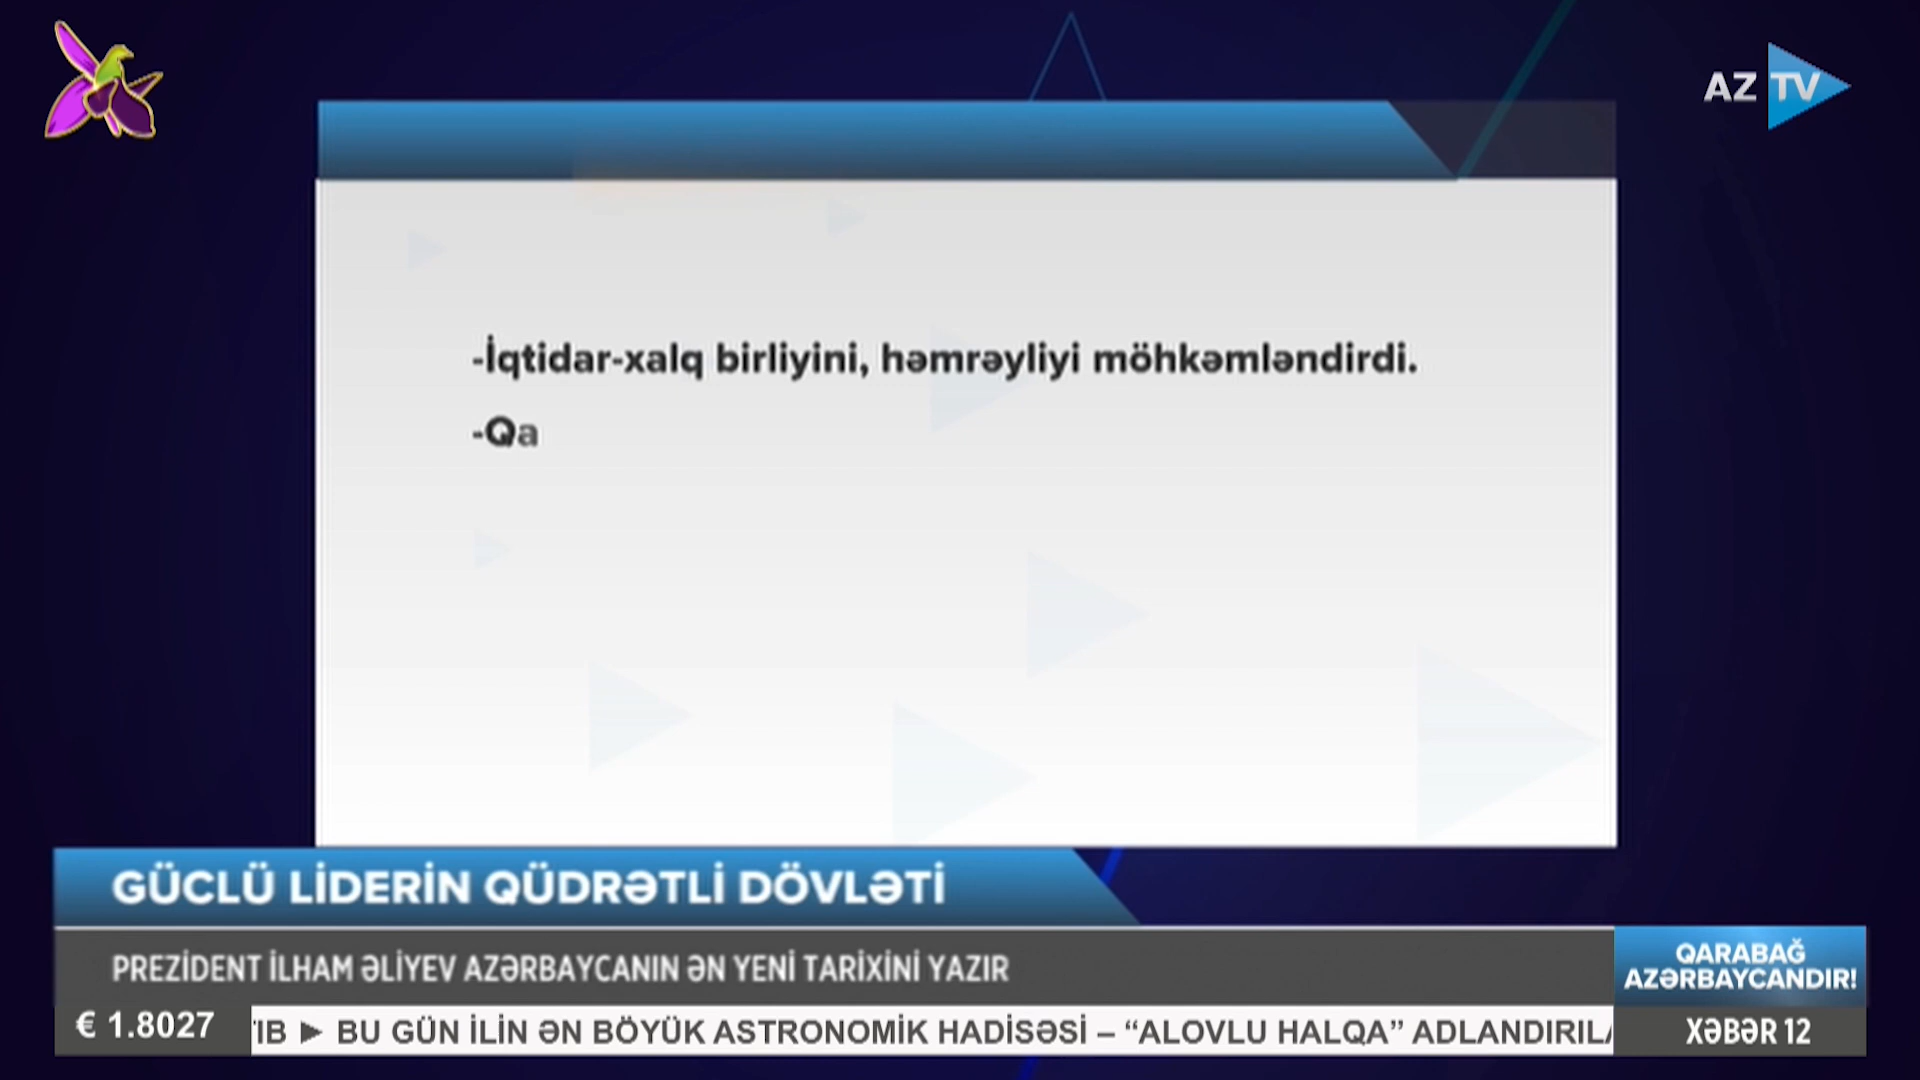 AZ TV
-İqtidar-xalq birliyini, həmrəyliyi möhkəmləndirdi.
-Qa
GÜCLÜ LİDERİN QÜDRƏTLİ DÖVLƏTİ
PREZİDENT İLHAM ƏLİYEV AZƏRBAYCANIN ƏN YENİ TARİXİNİ YAZIR
QARABAĞ
AZƏRBAYCANDIR!
€ 1.8027
BU GÜN İLİN ƏN BÖYÜK ASTRONOMİK HADİSƏSİ – “ALOVLU HALQA”
XƏBƏR 12